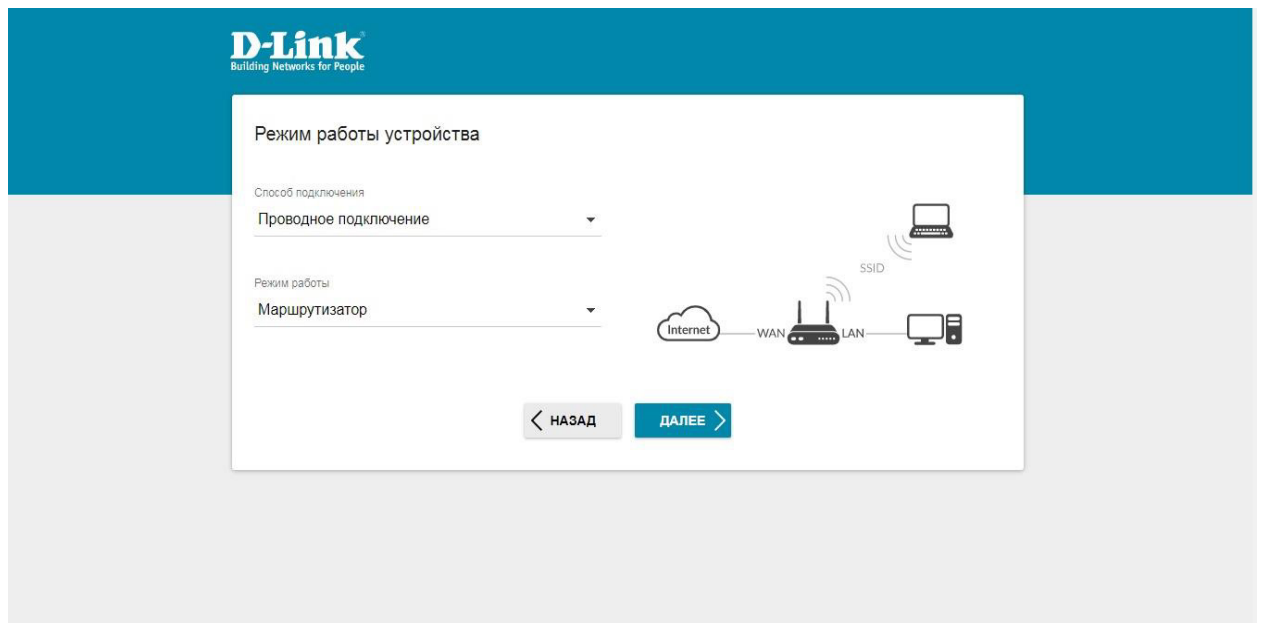 D-Link
Building Networks for People
Режим работы устройства
Способ подключения
Проводное подключение
Режим работы
Маршрутизатор
SSID
Internet
WAN
LAN
НАЗАД
ДАЛЕЕ